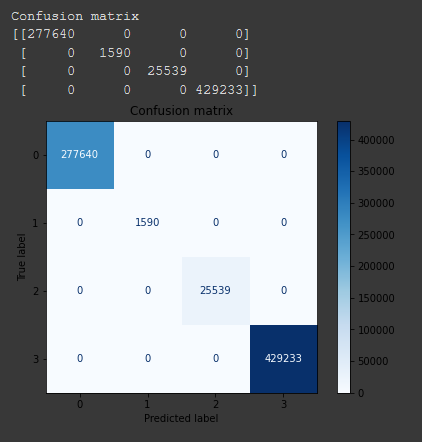 Confusion matrix
[[277640      0      0      0]
 [     0   1590      0      0]
 [     0      0  25539      0]
 [     0      0      0 429233]]
Confusion matrix
0 277640 0 0 0
1 0 1590 0 0
2 0 0 25539 0
3 0 0 0 429233
0 1 2 3
Predicted label
True label
400000
350000
300000
250000
200000
150000
100000
50000
0